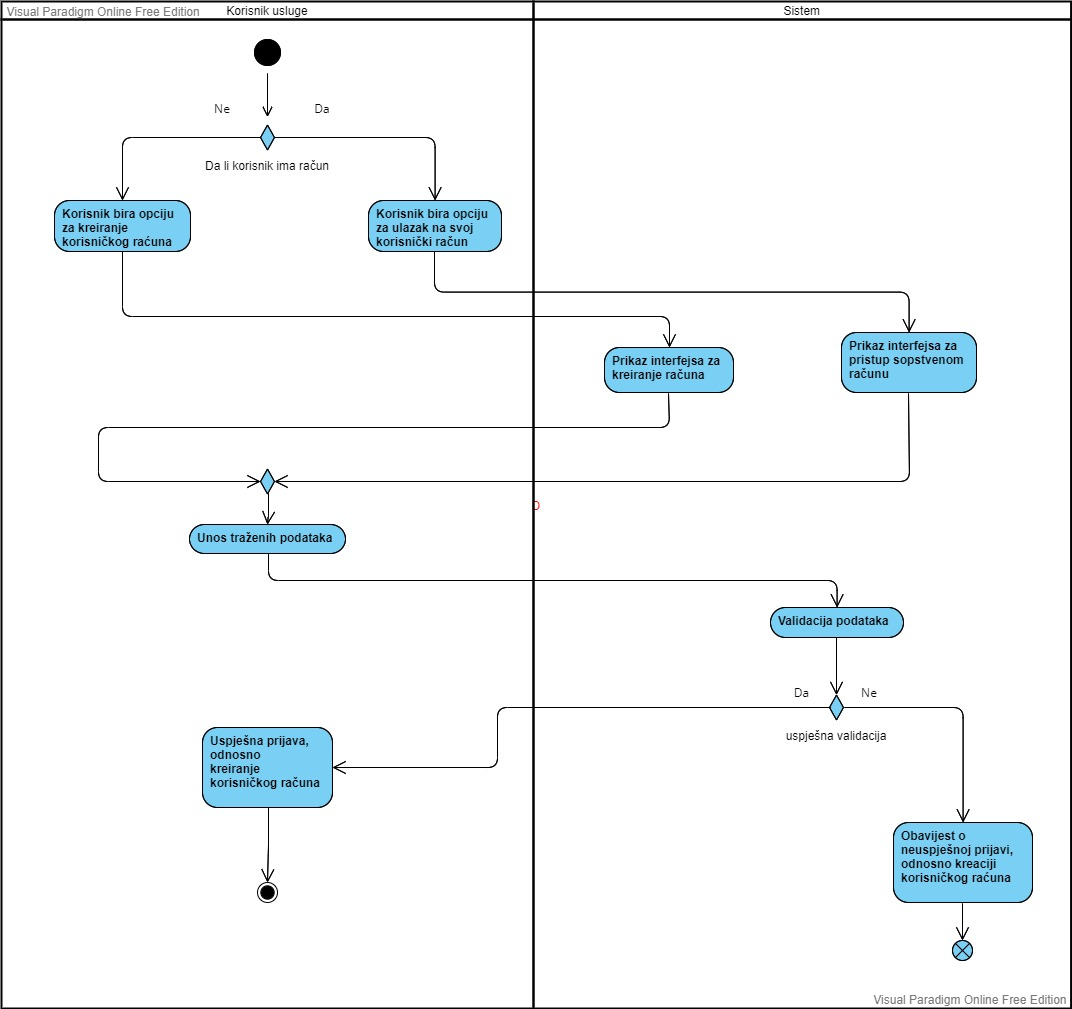 Visual Paradigm Online Free Edition
Korisnik usluge
Sistem
Ne
Da
Da li korisnik ima račun
Korisnik bira opciju
za kreiranje
korisničkog raćuna
Korisnik bira opciju
za ulazak na svoj
korisnički račun
Prikaz interfejsa za
kreiranje računa
Prikaz interfejsa za
pristup sopstvenom
računu
Unos traženih podataka
Validacija podataka
Da
Ne
uspješna validacija
Uspješna prijava,
odnosno
kreiranje
korisničkog računa
Obavijest o
neuspješnoj prijavi,
odnosno kreaciji
korisničkog raćuna
Visual Paradigm Online Free Edition